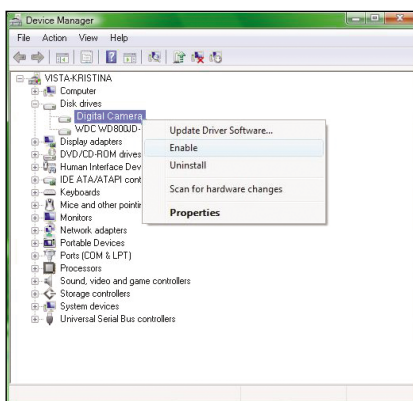 Device Manager
File Action View Help
VISTA-KRISTINA
Computer
Disk drives
Digital Camera
WDC WD800JD-
Display adapters
DVD/CD-ROM drives
Human Interface Dev
IDE ATA/ATAPI cont
Keyboards
Mice and other pointin
Monitors
Network adapters
Portable Devices
Ports (COM & LPT)
Processors
Sound, video and game controllers
Storage controllers
System devices
Universal Serial Bus controllers
Update Driver Software...
Enable
Uninstall
Scan for hardware changes
Properties